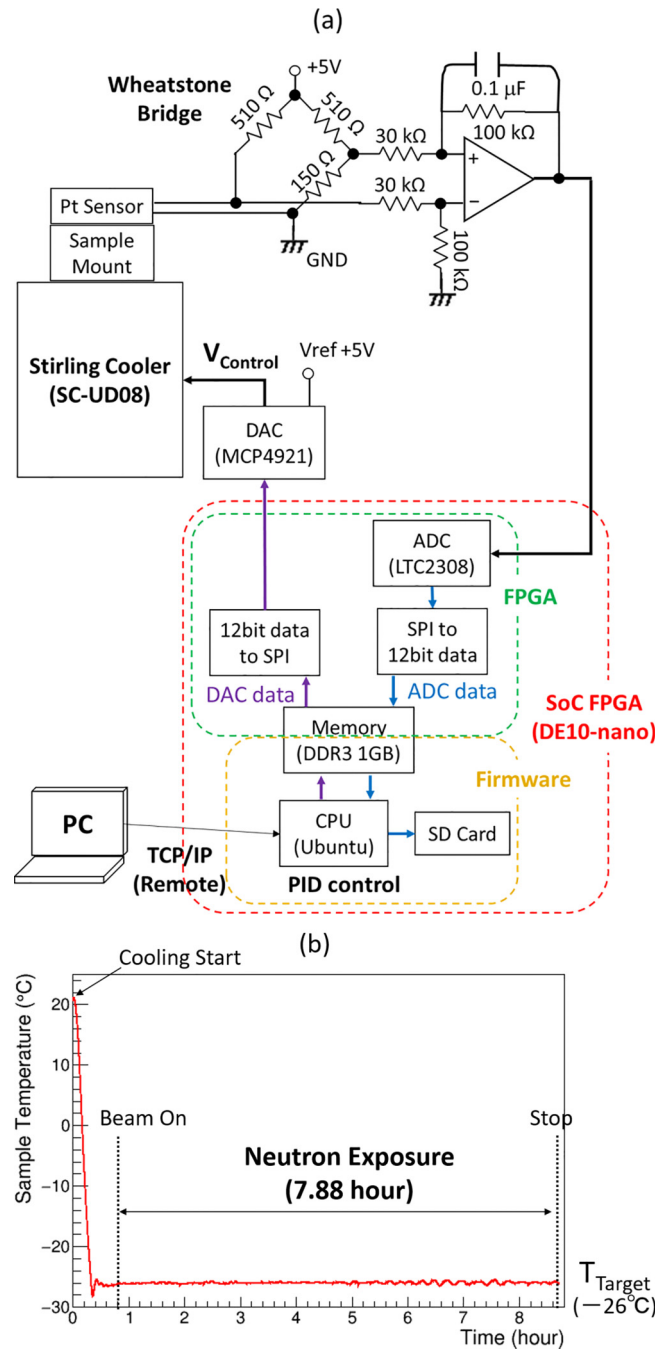 (a)
+5V
Wheatstone
Bridge
510 Ω
510 Ω
150 Ω
30 kΩ
30 kΩ
0.1 μF
100 kΩ
+
−
100 kΩ
GND
Pt Sensor
Sample
Mount
Stirling Cooler
(SC-UD08)
VControl
Vref +5V
DAC
(MCP4921)
ADC
(LTC2308)
FPGA
12bit data
to SPI
SPI to
12bit data
DAC data
ADC data
SoC FPGA
(DE10-nano)
Memory
(DDR3 1GB)
Firmware
PC
CPU
(Ubuntu)
SD Card
TCP/IP
(Remote)
PID control
(b)
Cooling Start
Sample Temperature (°C)
20
10
0
−10
−20
−30
Beam On
Stop
Neutron Exposure
(7.88 hour)
TTarget
(−26℃)
0 1 2 3 4 5 6 7 8
Time (hour)